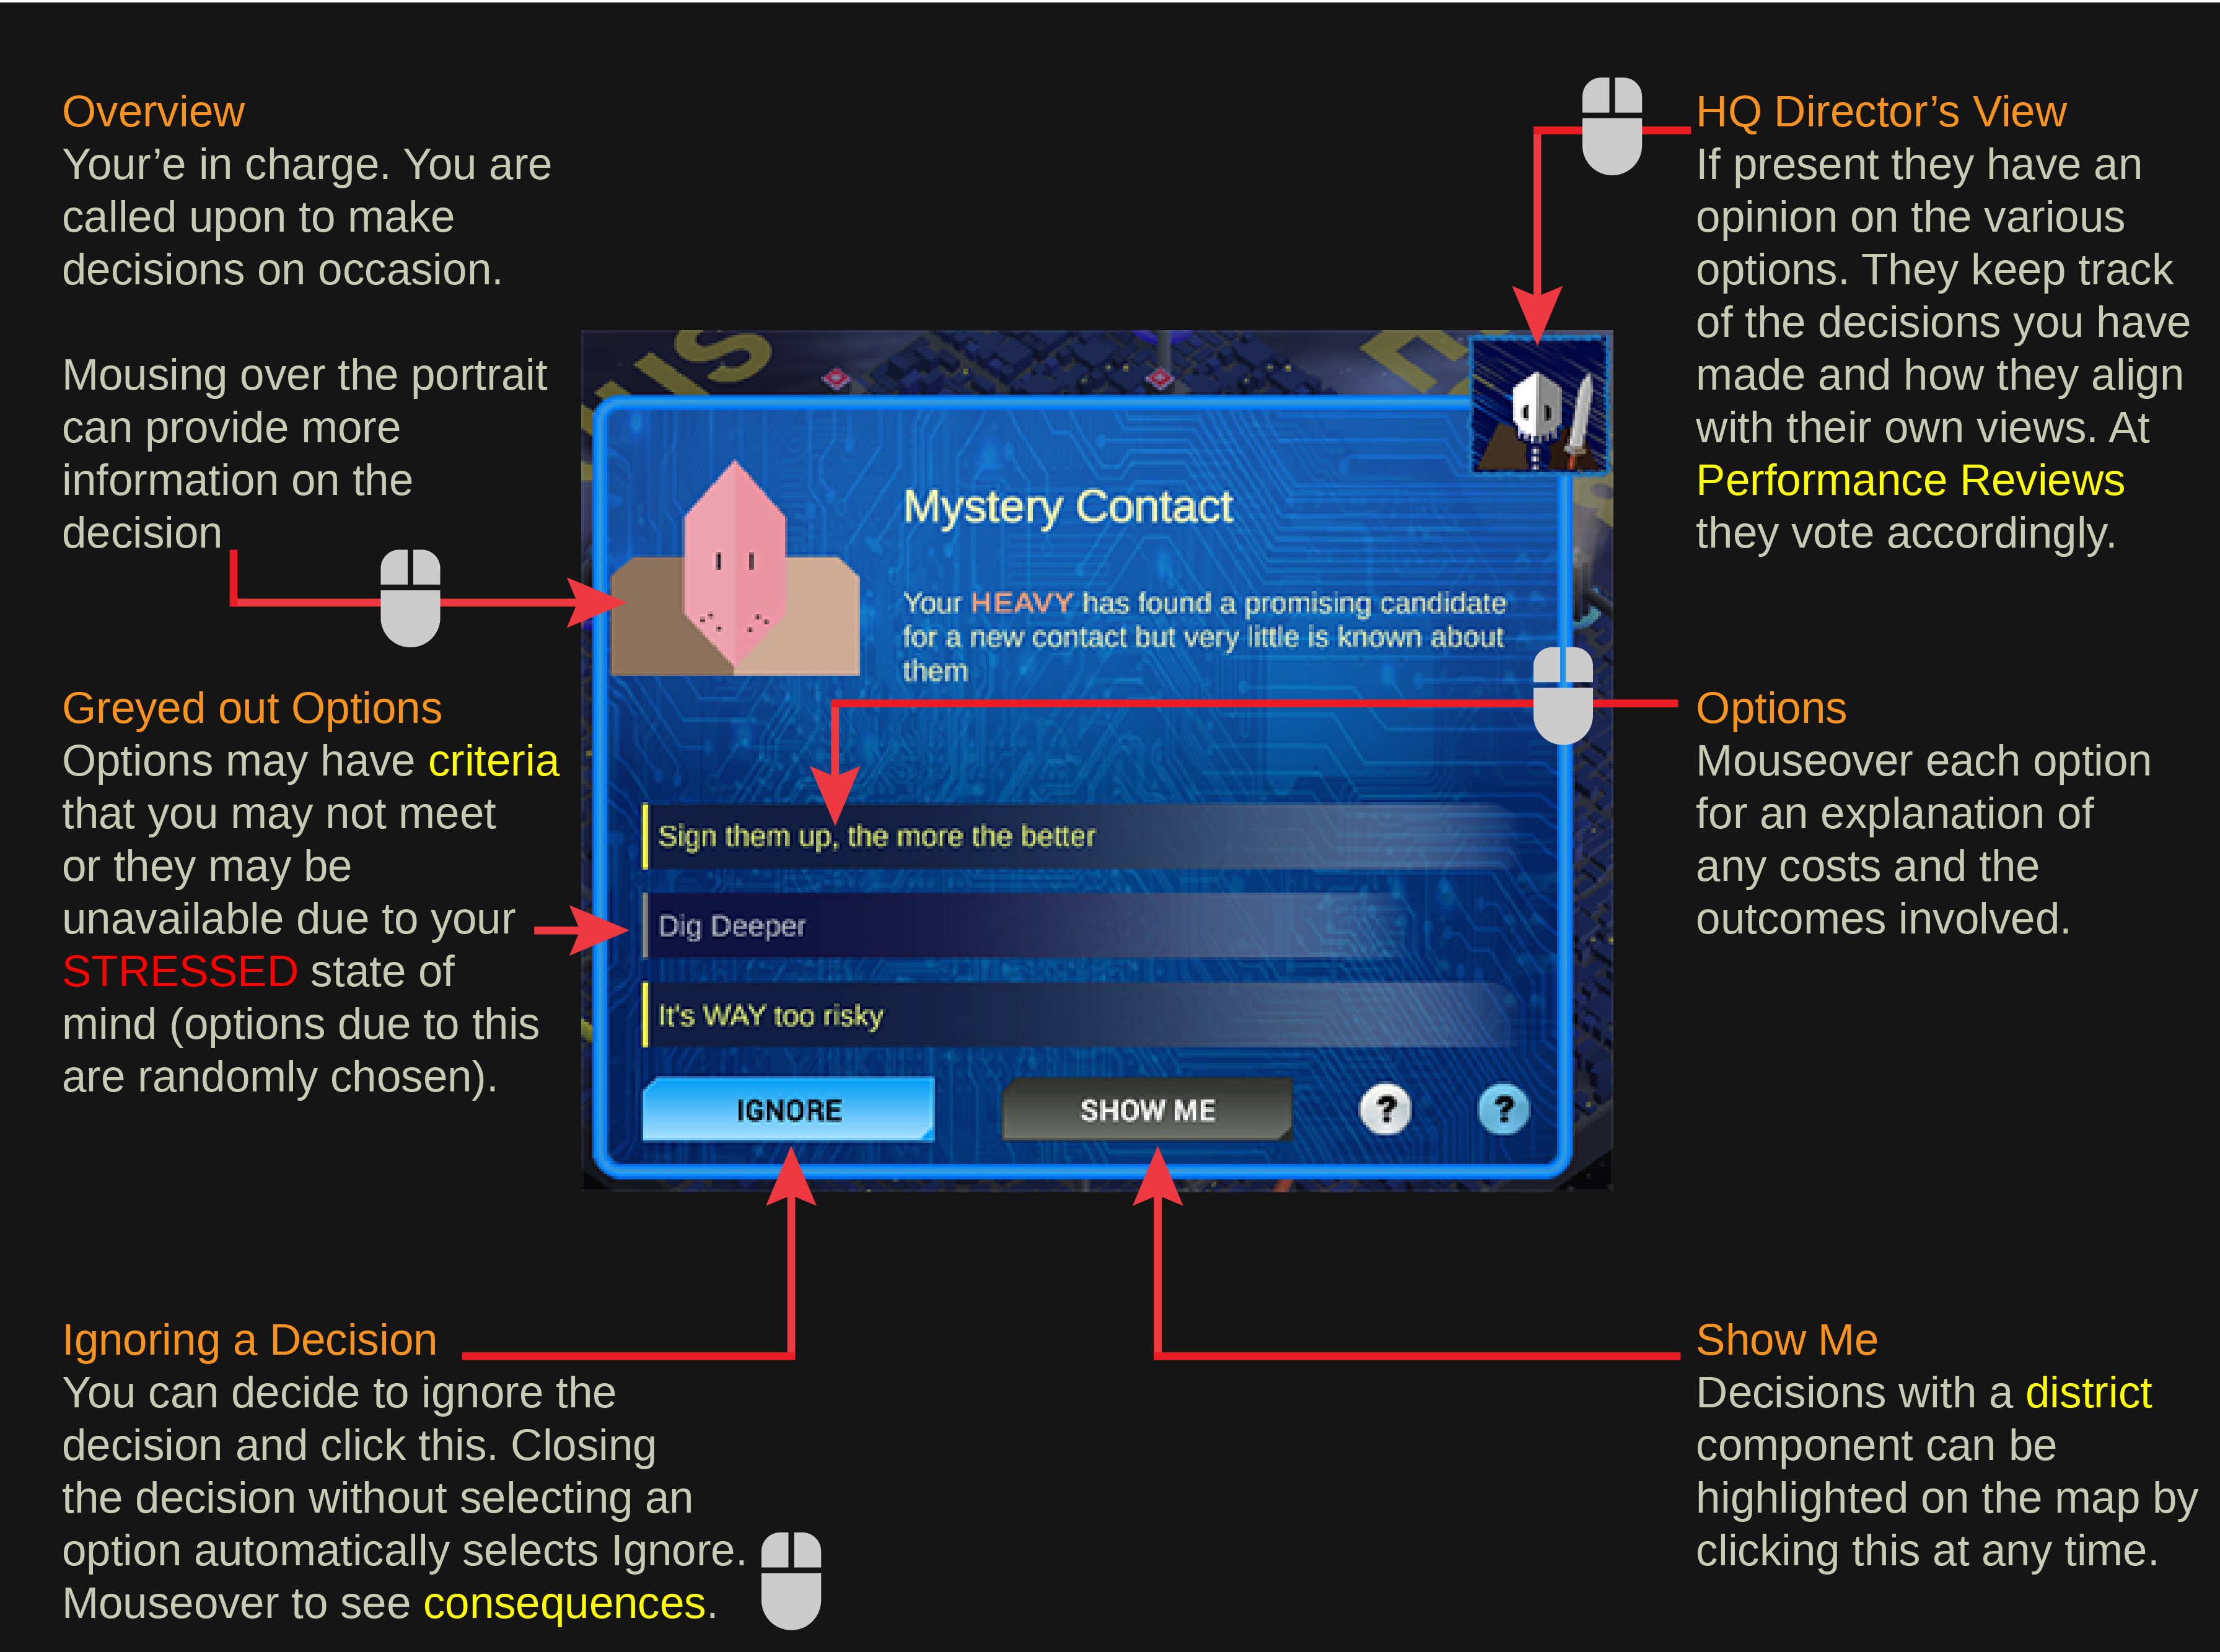 Overview
Your’e in charge. You are
called upon to make
decisions on occasion.
Mousing over the portrait
can provide more
information on the
decision
Greyed out Options
Options may have criteria
that you may not meet
or they may be
unavailable due to your
STRESSED state of
mind (options due to this
are randomly chosen).
Ignoring a Decision
You can decide to ignore the
decision and click this. Closing
the decision without selecting an
option automatically selects Ignore.
Mouseover to see consequences.
Mystery Contact
Your HEAVY has found a promising candidate
for a new contact but very little is known about
them
Sign them up, the more the better
Dig Deeper
It's WAY too risky
IGNORE
SHOW ME
?
?
HQ Director’s View
If present they have an
opinion on the various
options. They keep track
of the decisions you have
made and how they align
with their own views. At
Performance Reviews
they vote accordingly.
Options
Mouseover each option
for an explanation of
any costs and the
outcomes involved.
Show Me
Decisions with a district
component can be
highlighted on the map by
clicking this at any time.